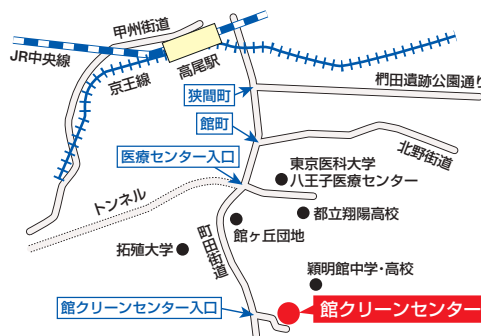 甲州街道
JR中央線
京王線
高尾駅
狭間町
椚田遺跡公園通り
館町
北野街道
医療センター入口
東京医科大学
八王子医療センター
トンネル
都立翔陽高校
館ヶ丘団地
町田街道
拓殖大学
穎明館中学・高校
館クリーンセンター入口
館クリーンセンター